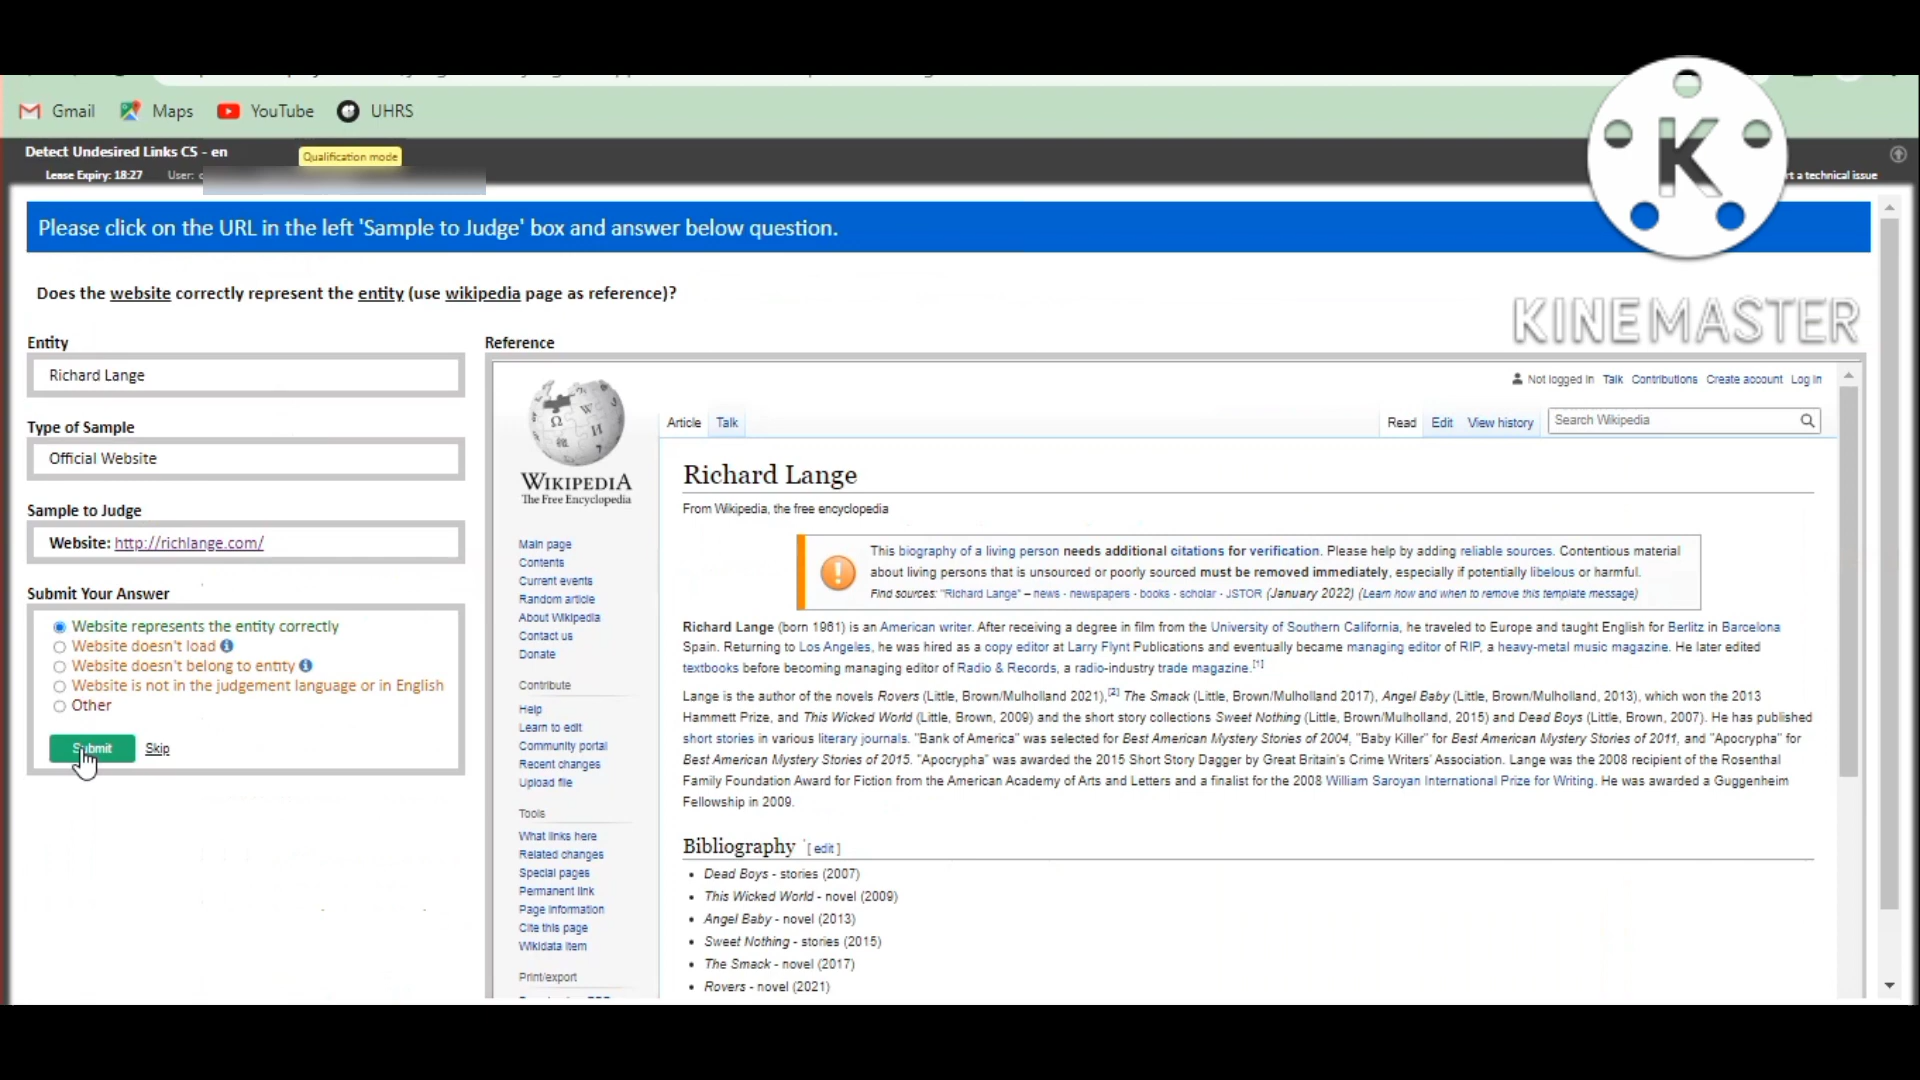 Gmail Maps YouTube UHRS
Detect Undesired Links CS - en
Qualification mode
Lease Expiry: 18:27 User:
rt a technical issue
K
Please click on the URL in the left 'Sample to Judge' box and answer below question.
Does the website correctly represent the entity (use wikipedia page as reference)?
KINEMASTER
Entity
Richard Lange
Type of Sample
Official Website
Sample to Judge
Website: http://richlange.com/
Submit Your Answer
Website represents the entity correctly
Website doesn't load
Website doesn't belong to entity
Website is not in the judgement language or in English
Other
Submit Skip
Reference
Not logged in Talk Contributions Create account Log in
Article Talk Read Edit View history Search Wikipedia
WIKIPEDIA
The Free Encyclopedia
Main page
Contents
Current events
Random article
About Wikipedia
Contact us
Donate
Contribute
Help
Learn to edit
Community portal
Recent changes
Upload file
Tools
What links here
Related changes
Special pages
Permanent link
Page information
Cite this page
Wikidata item
Print/export
Richard Lange
From Wikipedia, the free encyclopedia
This biography of a living person needs additional citations for verification. Please help by adding reliable sources. Contentious material
about living persons that is unsourced or poorly sourced must be removed immediately, especially if potentially libelous or harmful.
Find sources: "Richard Lange" – news · newspapers · books · scholar · JSTOR (January 2022) (Learn how and when to remove this template message)
Richard Lange (born 1961) is an American writer. After receiving a degree in film from the University of Southern California, he traveled to Europe and taught English for Berlitz in Barcelona
Spain. Returning to Los Angeles, he was hired as a copy editor at Larry Flynt Publications and eventually became managing editor of RIP, a heavy-metal music magazine. He later edited
textbooks before becoming managing editor of Radio & Records, a radio-industry trade magazine.[1]
Lange is the author of the novels Rovers (Little, Brown/Mulholland 2021),[2] The Smack (Little, Brown/Mulholland 2017), Angel Baby (Little, Brown/Mulholland, 2013), which won the 2013
Hammett Prize, and This Wicked World (Little, Brown, 2009) and the short story collections Sweet Nothing (Little, Brown/Mulholland, 2015) and Dead Boys (Little, Brown, 2007). He has published
short stories in various literary journals. "Bank of America" was selected for Best American Mystery Stories of 2004, "Baby Killer" for Best American Mystery Stories of 2011, and "Apocrypha" for
Best American Mystery Stories of 2015. "Apocrypha" was awarded the 2015 Short Story Dagger by Great Britain's Crime Writers' Association. Lange was the 2008 recipient of the Rosenthal
Family Foundation Award for Fiction from the American Academy of Arts and Letters and a finalist for the 2008 William Saroyan International Prize for Writing. He was awarded a Guggenheim
Fellowship in 2009.
Bibliography [ edit ]
Dead Boys - stories (2007)
This Wicked World - novel (2009)
Angel Baby - novel (2013)
Sweet Nothing - stories (2015)
The Smack - novel (2017)
Rovers - novel (2021)